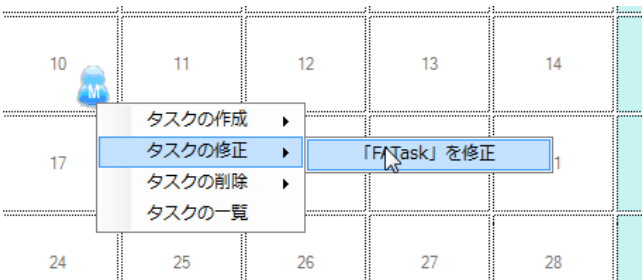 10 11 12 13 14
M
タスクの作成
17 タスクの修正 「FATask」を修正 1
タスクの削除
タスクの一覧
24 25 26 27 28